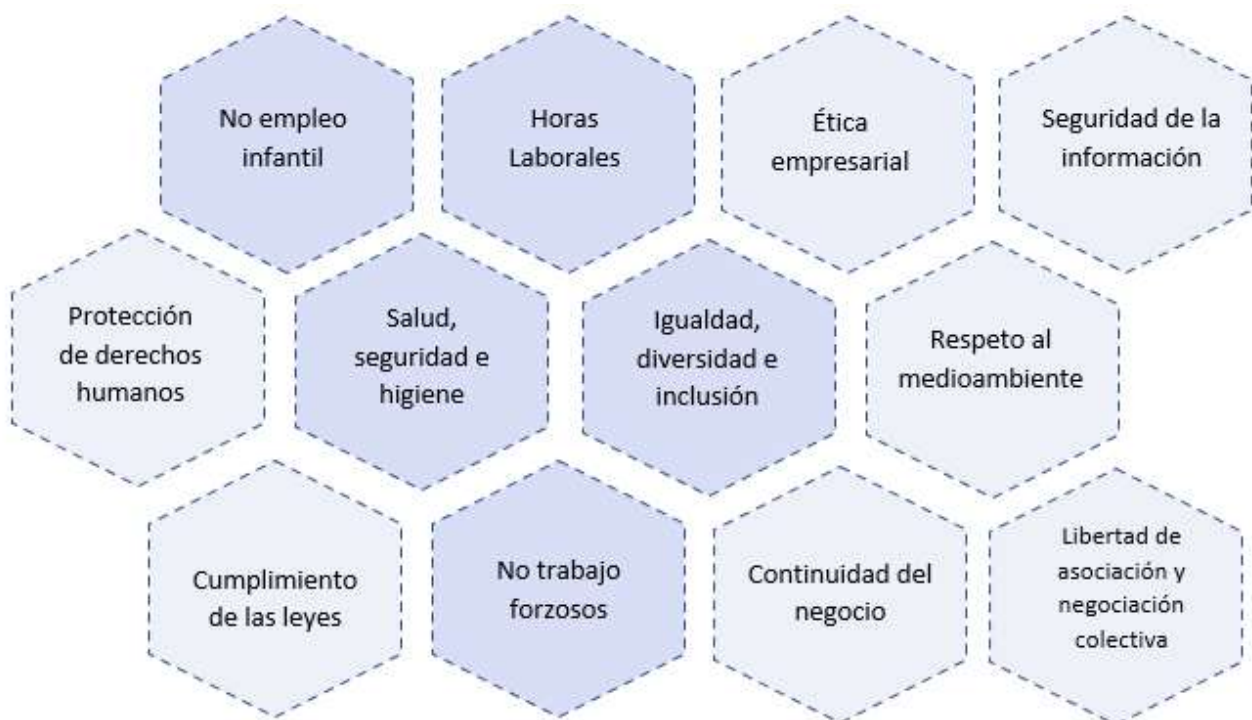 No empleo
infantil
Horas
Laborales
Ética
empresarial
Seguridad de la
información
Protección
de derechos
humanos
Salud,
seguridad e
higiene
Igualdad,
diversidad e
inclusión
Respeto al
medioambiente
Cumplimiento
de las leyes
No trabajo
forzosos
Continuidad del
negocio
Libertad de
asociación y
negociación
colectiva